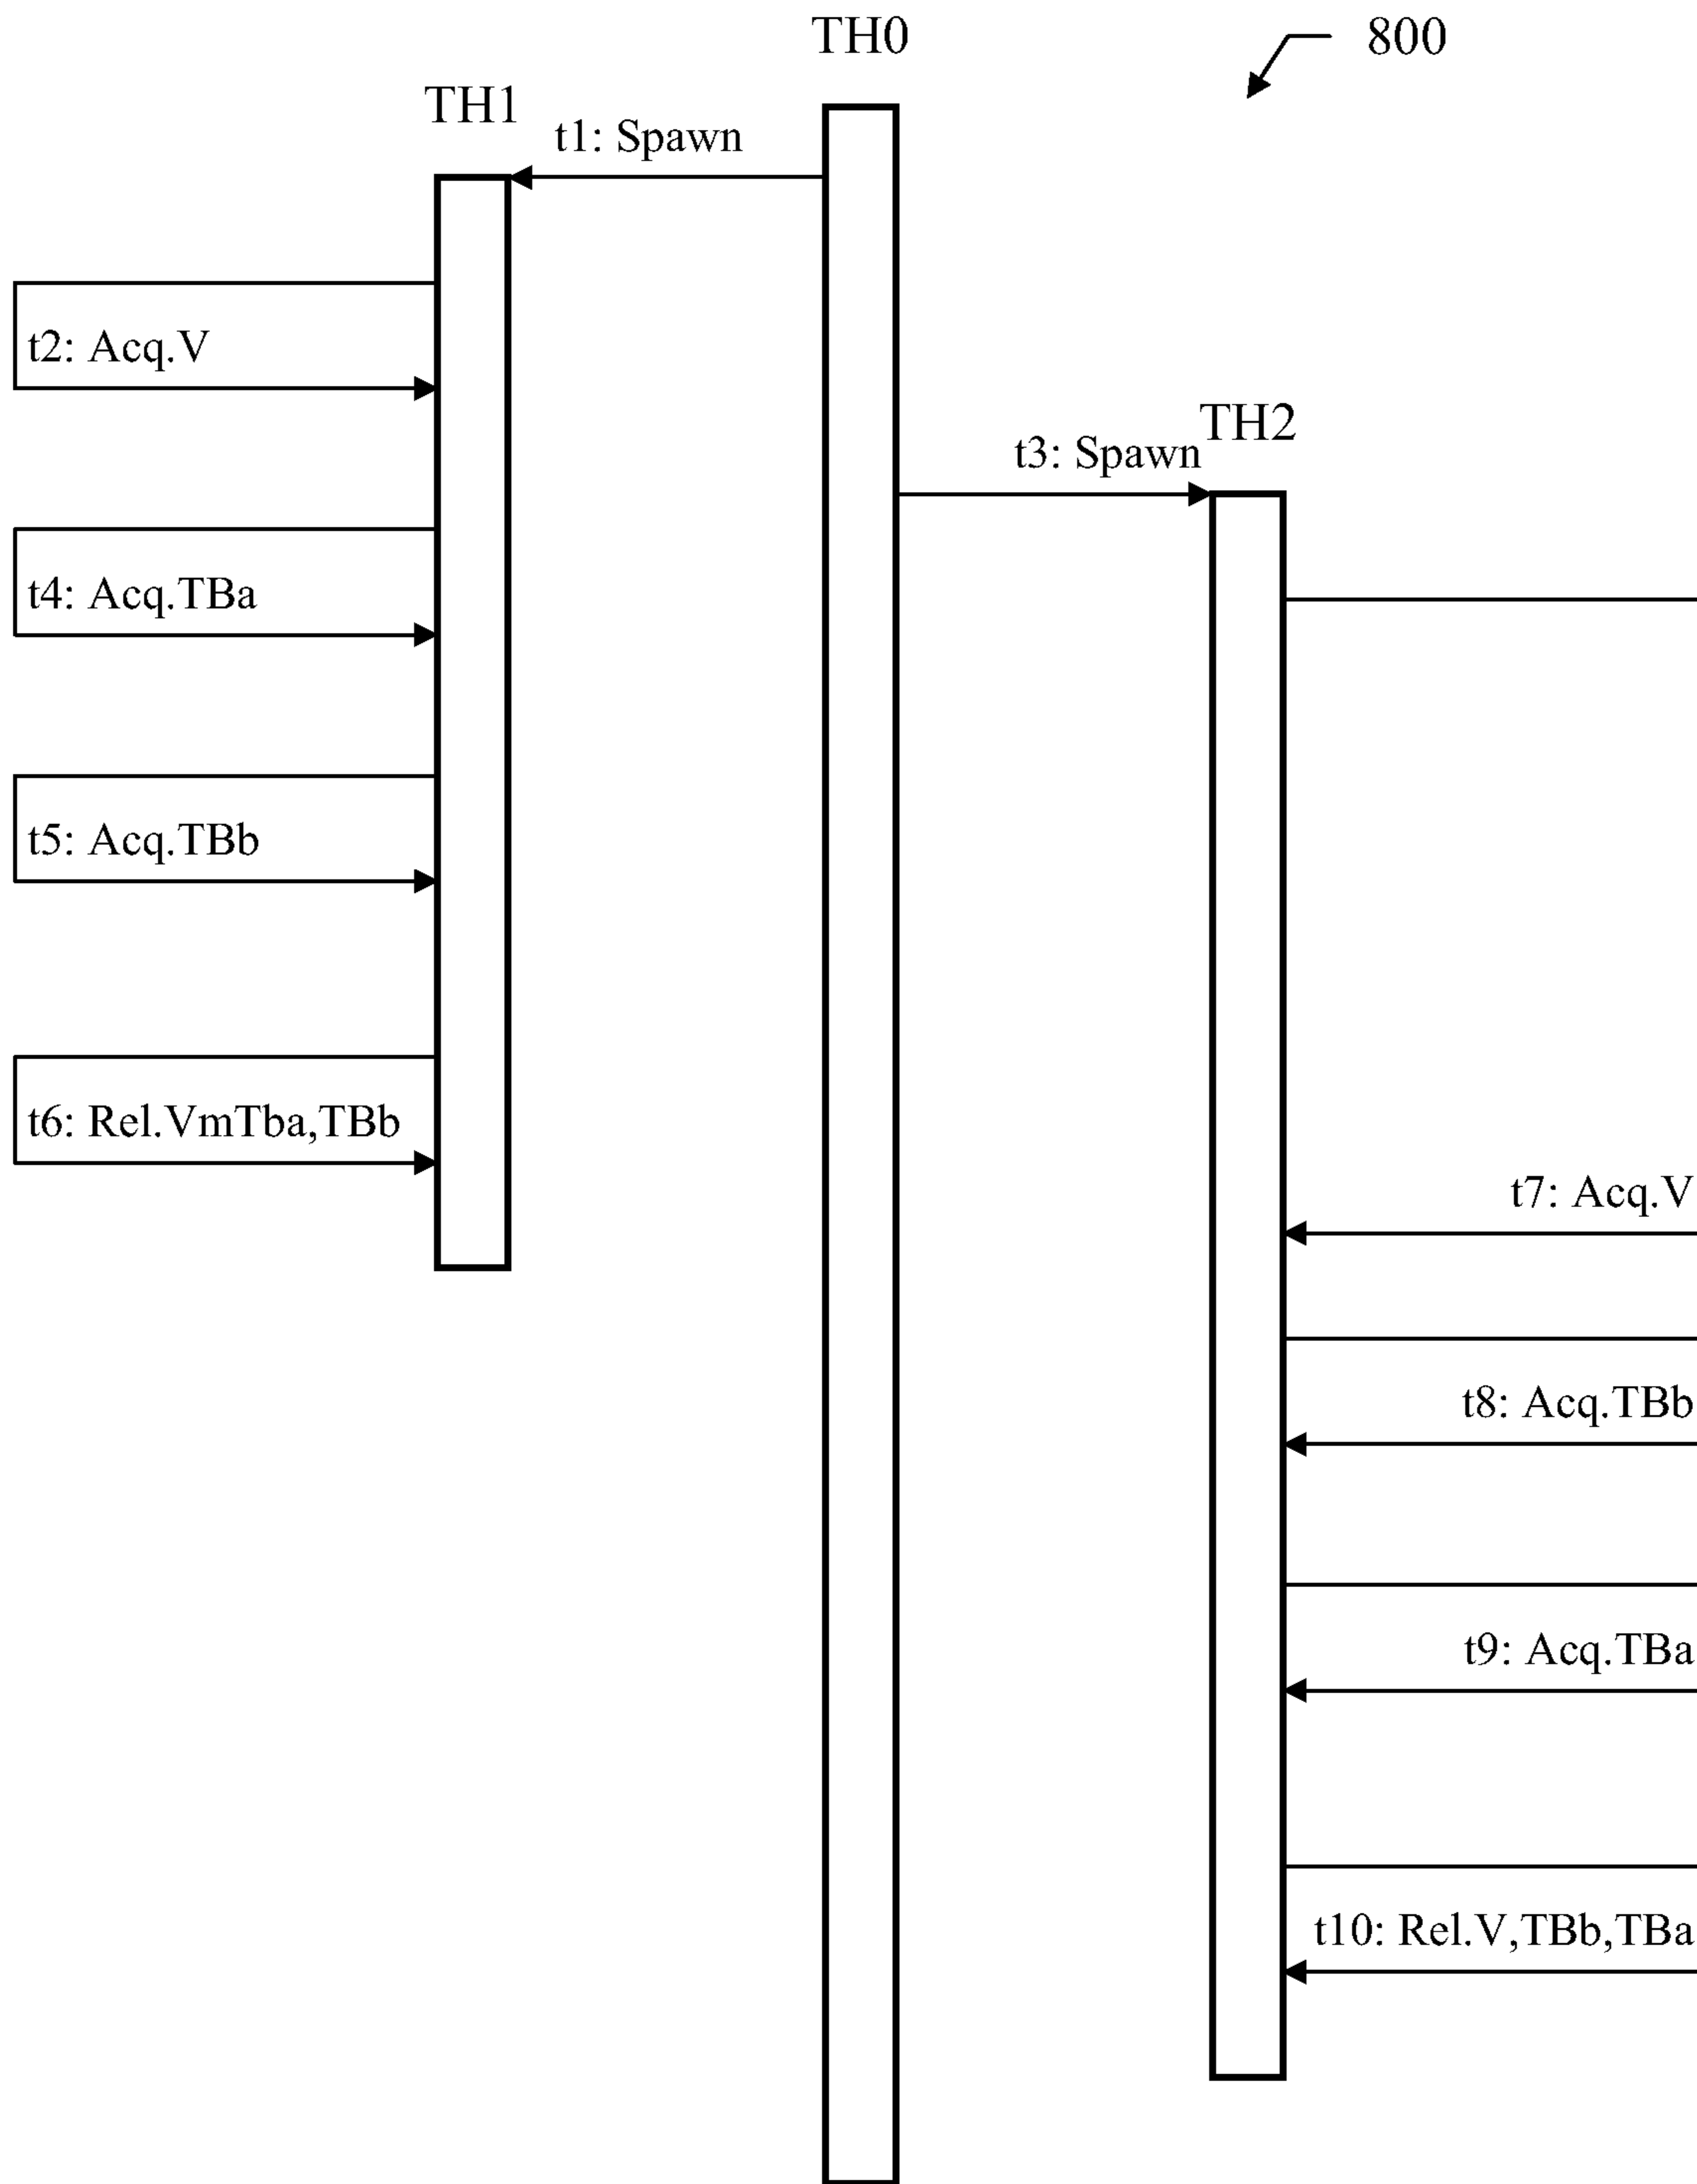 TH0
800
TH1
t1: Spawn
t2: Acq.V
TH2
t3: Spawn
t4: Acq.TBa
t5: Acq.TBb
t6: Rel.VmTba,TBb
t7: Acq.V
t8: Acq.TBb
t9: Acq.TBa
t10: Rel.V,TBb,TBa